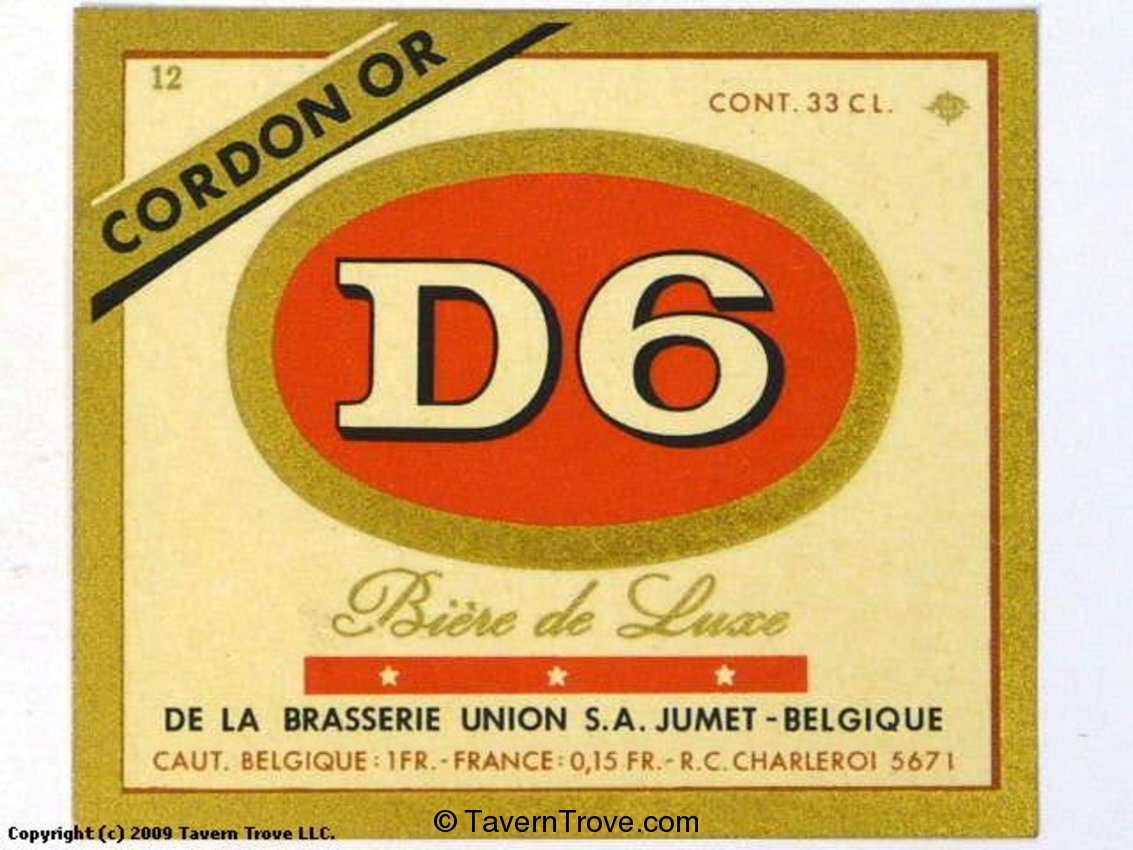 12
CORDON OR
CONT. 33 CL.
D6
Bière de Luxe
DE LA BRASSERIE UNION S.A. JUMET - BELGIQUE
CAUT. BELGIQUE : 1FR. - FRANCE : 0,15 FR. - R.C. CHARLEROÏ 5671
© TavernTrove.com
Copyright (c) 2009 Tavern Trove LLC.